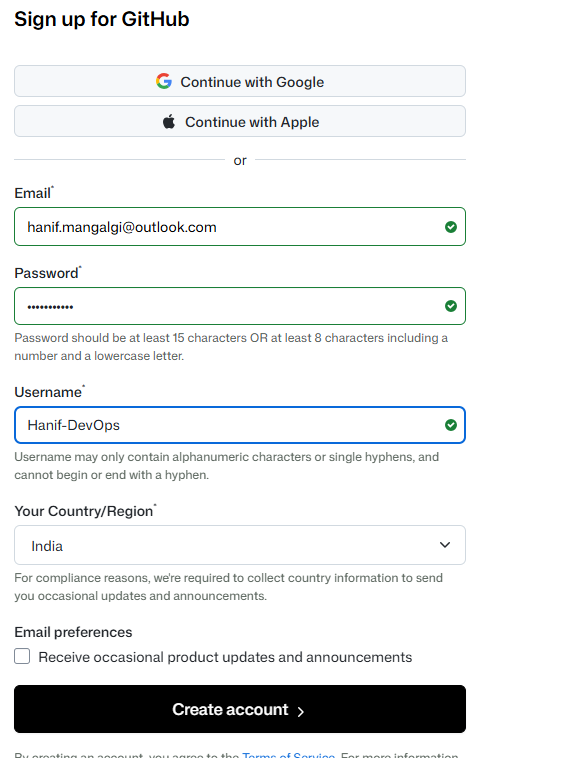 Sign up for GitHub
Continue with Google
Continue with Apple
or
Email*
hanif.mangalgi@outlook.com
Password*
•••••••••••
Password should be at least 15 characters OR at least 8 characters including a
number and a lowercase letter.
Username*
Hanif-DevOps
Username may only contain alphanumeric characters or single hyphens, and
cannot begin or end with a hyphen.
Your Country/Region*
India
For compliance reasons, we're required to collect country information to send
you occasional updates and announcements.
Email preferences
Receive occasional product updates and announcements
Create account
By creating an account, you agree to the Terms of Service. For more information